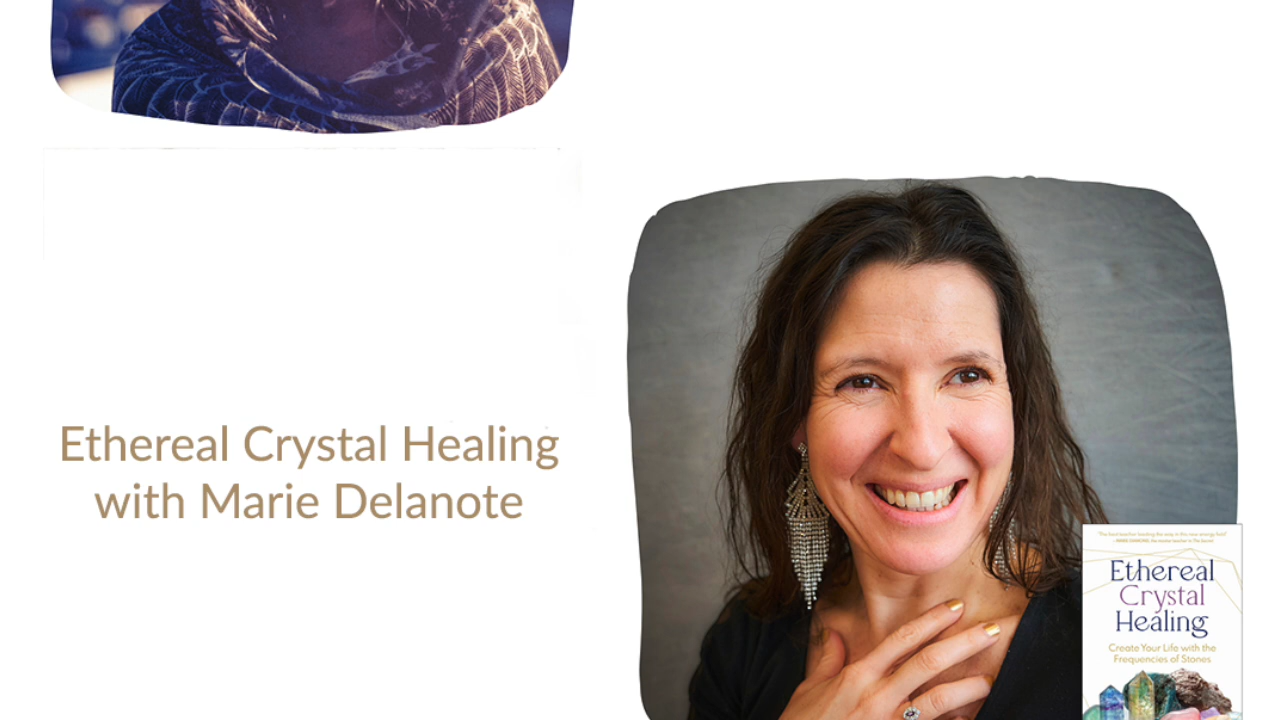 Ethereal Crystal Healing
with Marie Delanote
Ethereal
Crystal
Healing
Create Your Life with the
Frequencies of Stones